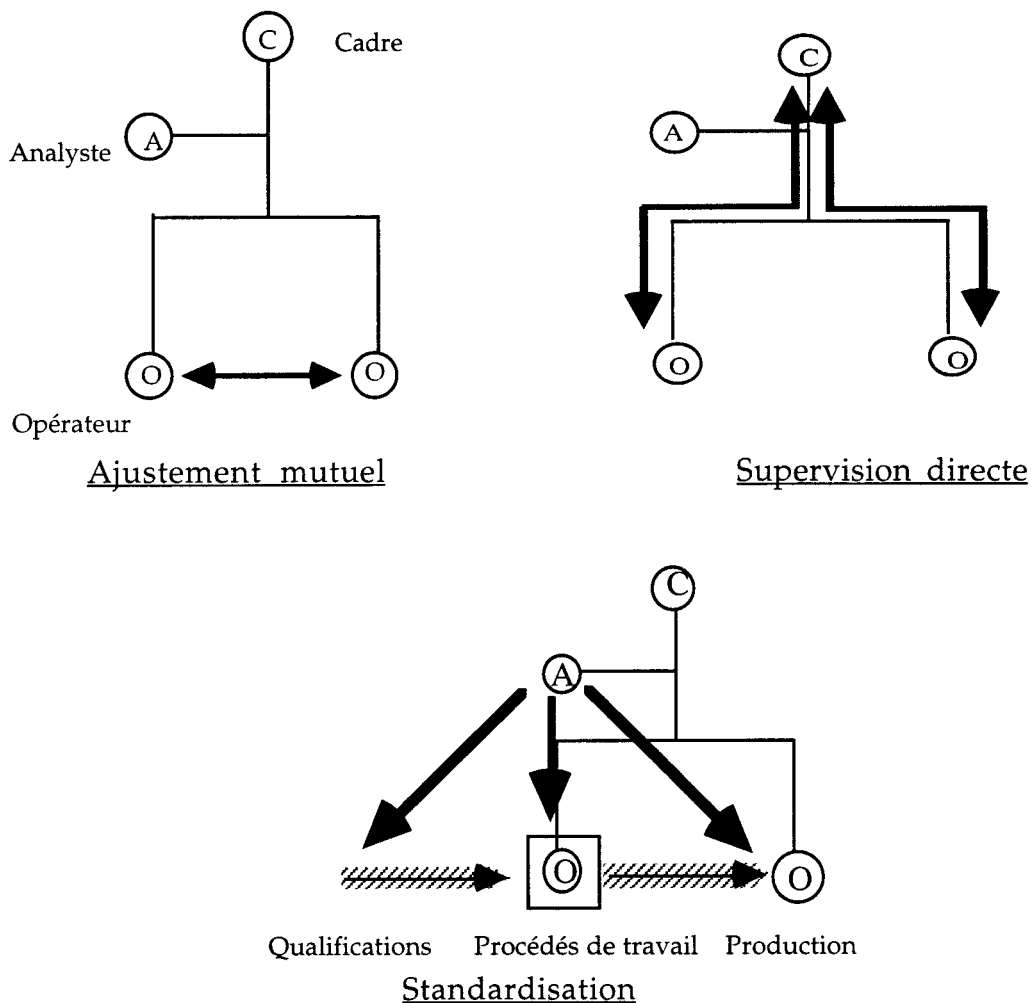 C Cadre
A
Analyste
O O
Opérateur
Ajustement mutuel
C
A
O O
Supervision directe
C
A
O O
Qualifications Procédés de travail Production
Standardisation